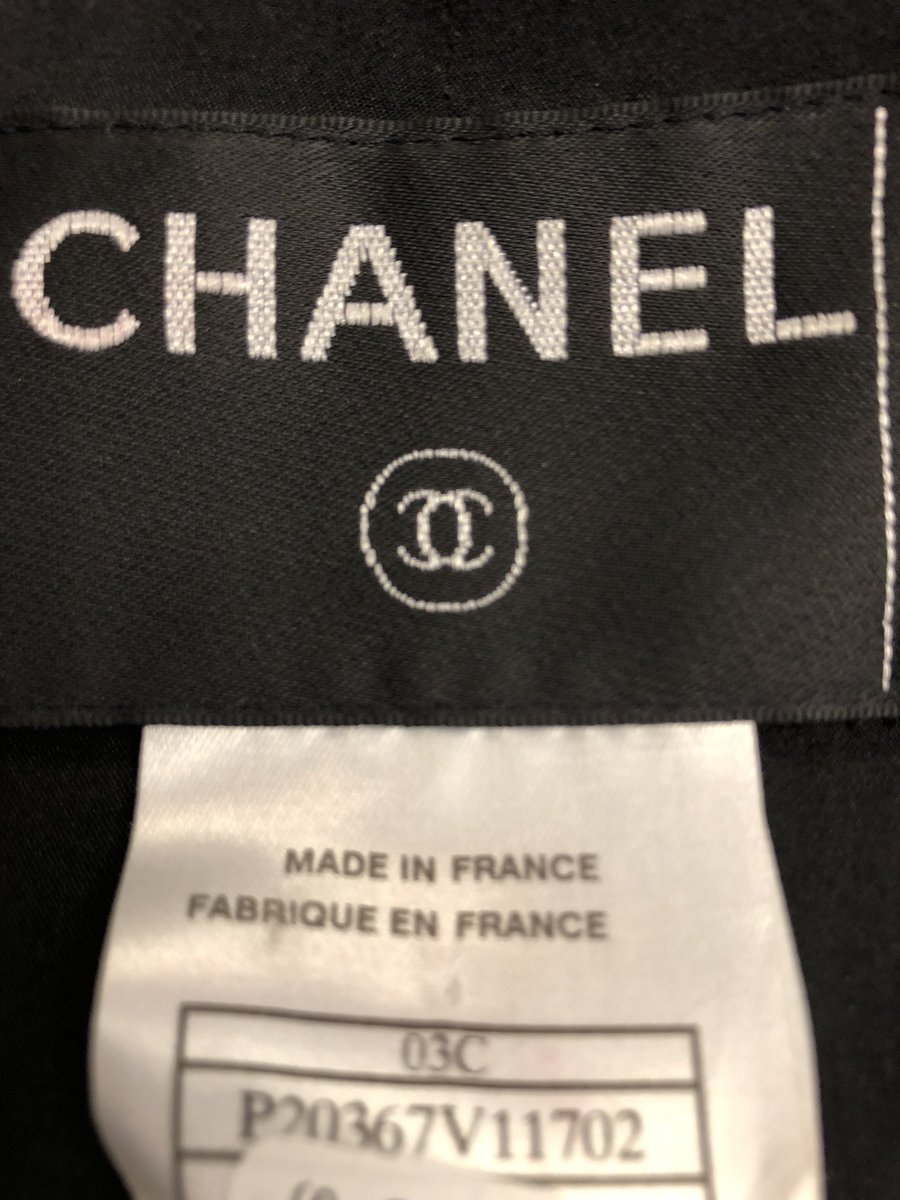 CHANEL
MADE IN FRANCE
FABRIQUE EN FRANCE
03C
P20367V11702